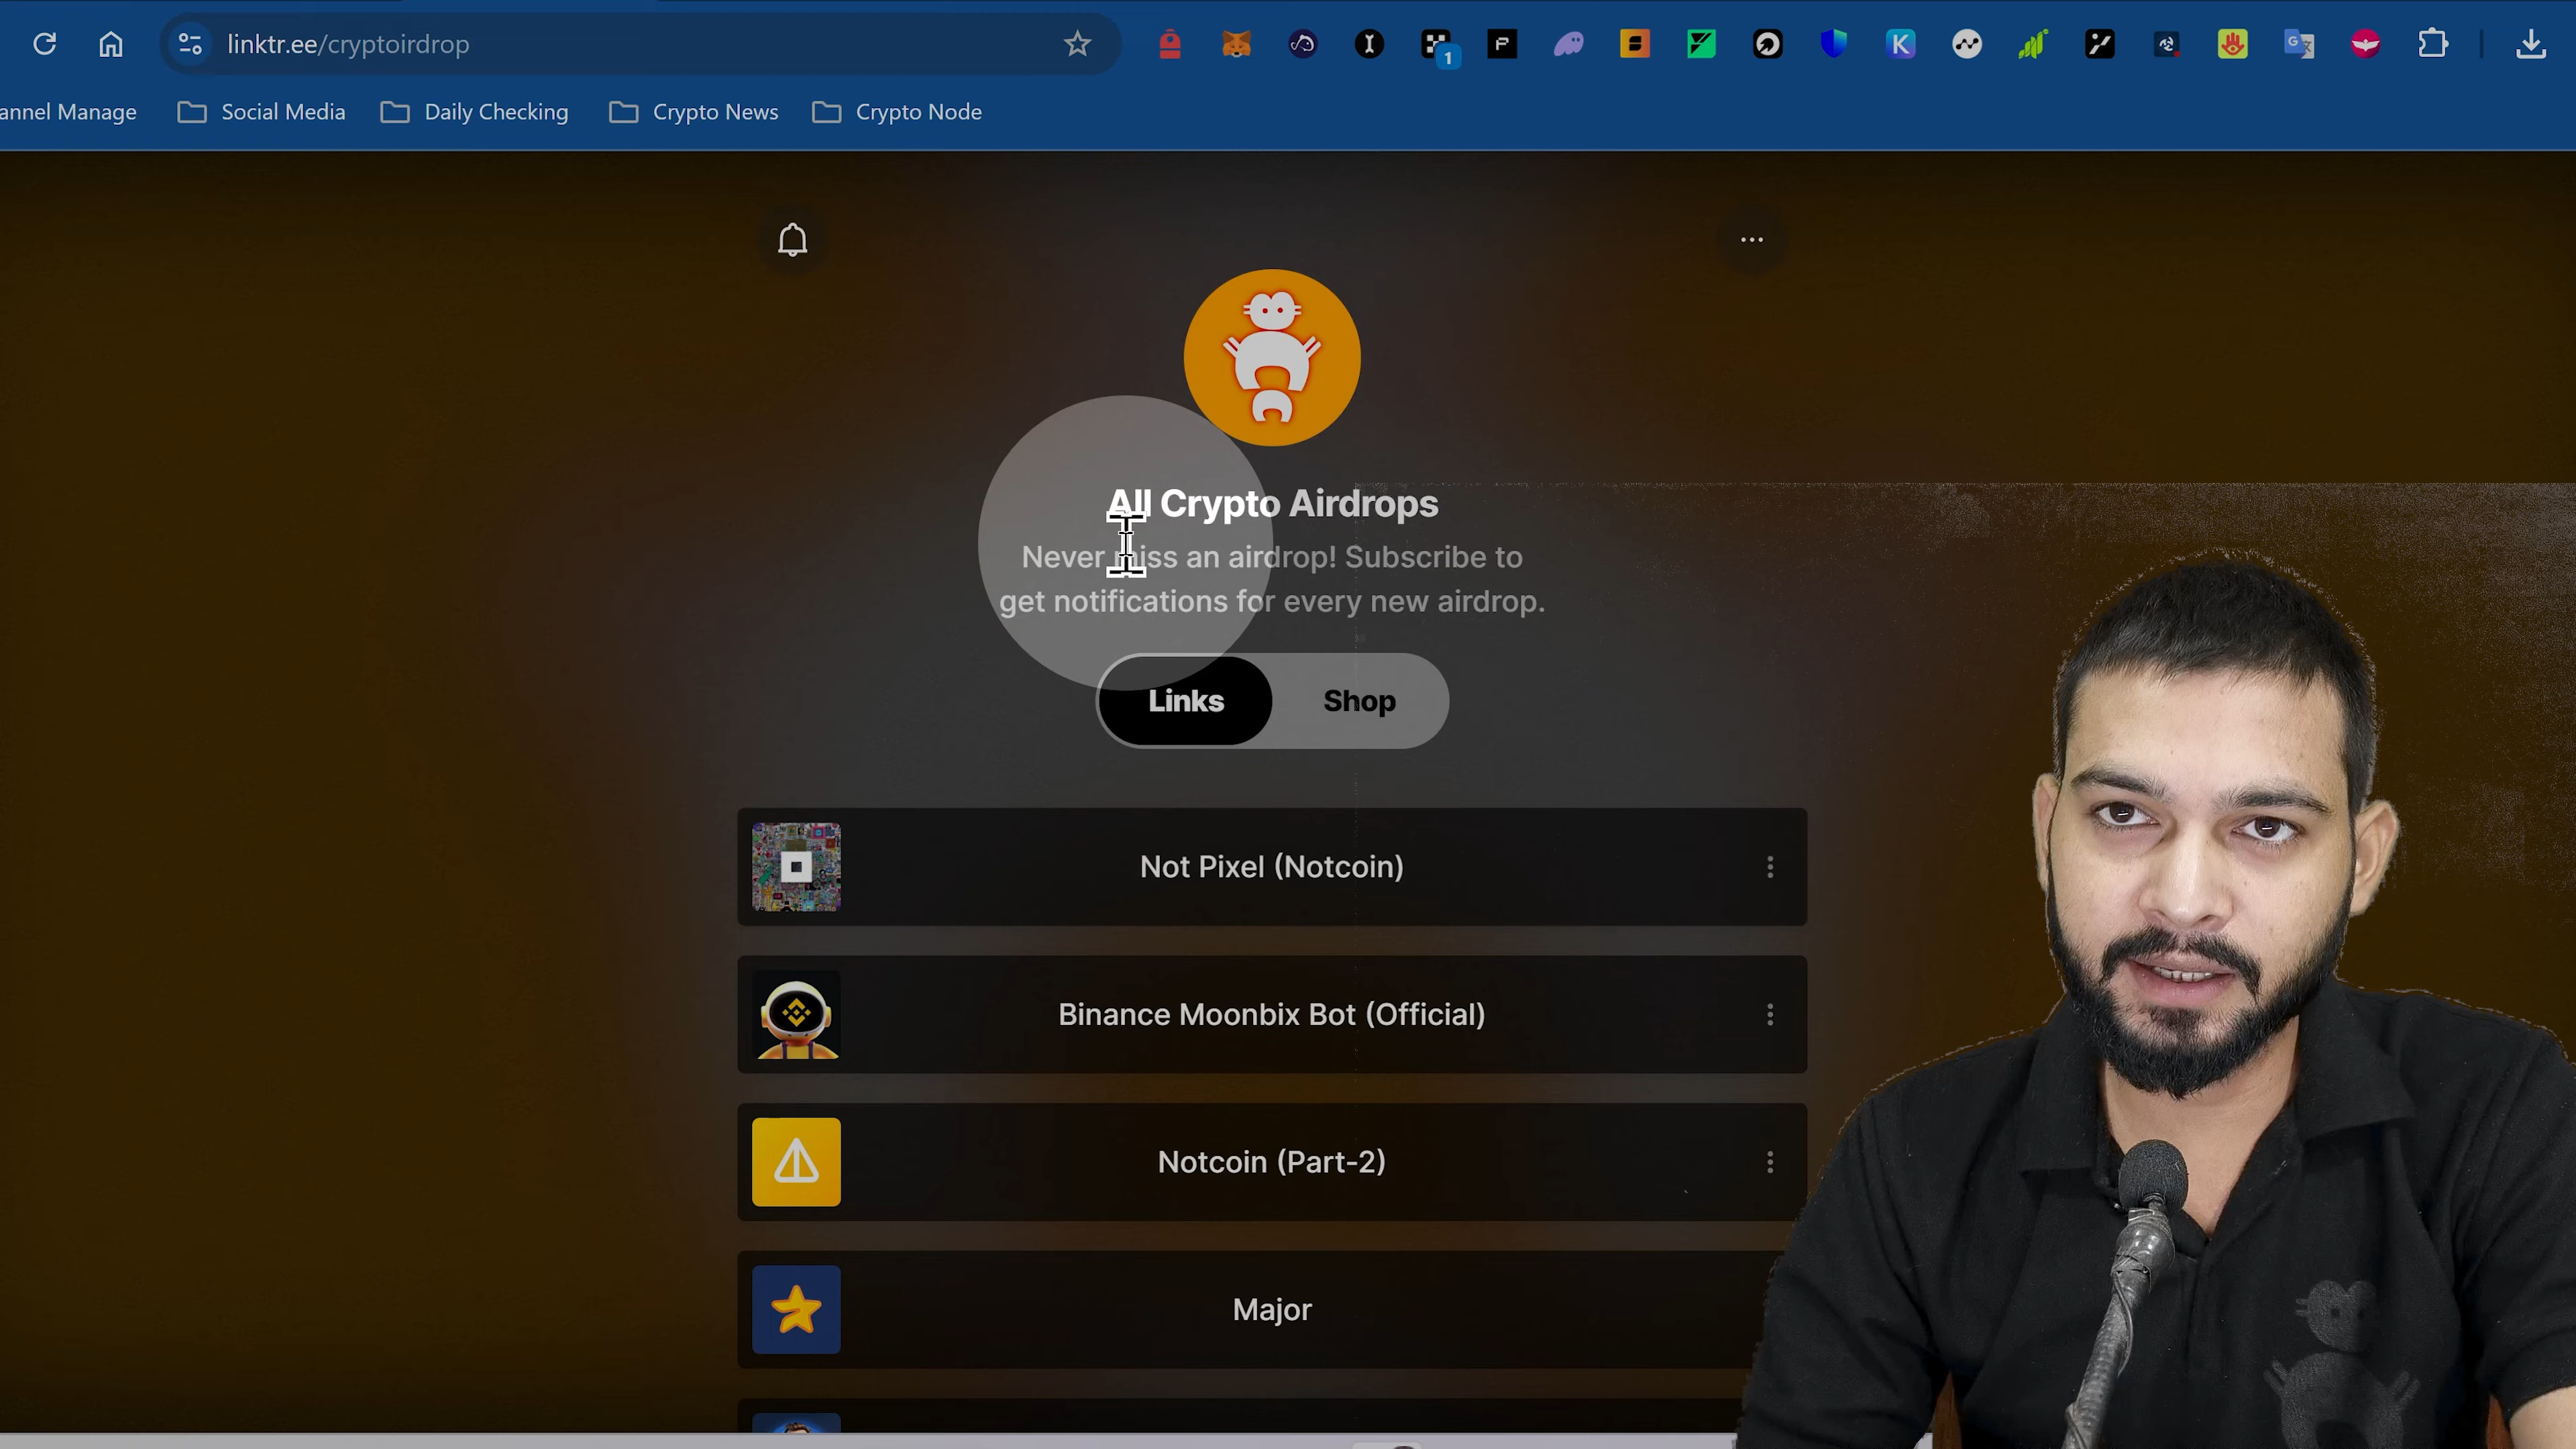 linktr.ee/cryptoirdrop
1
annel Manage
Social Media
Daily Checking
Crypto News
Crypto Node
All Crypto Airdrops
Never miss an airdrop! Subscribe to
get notifications for every new airdrop.
Links
Shop
Not Pixel (Notcoin)
Binance Moonbix Bot (Official)
Notcoin (Part-2)
Major